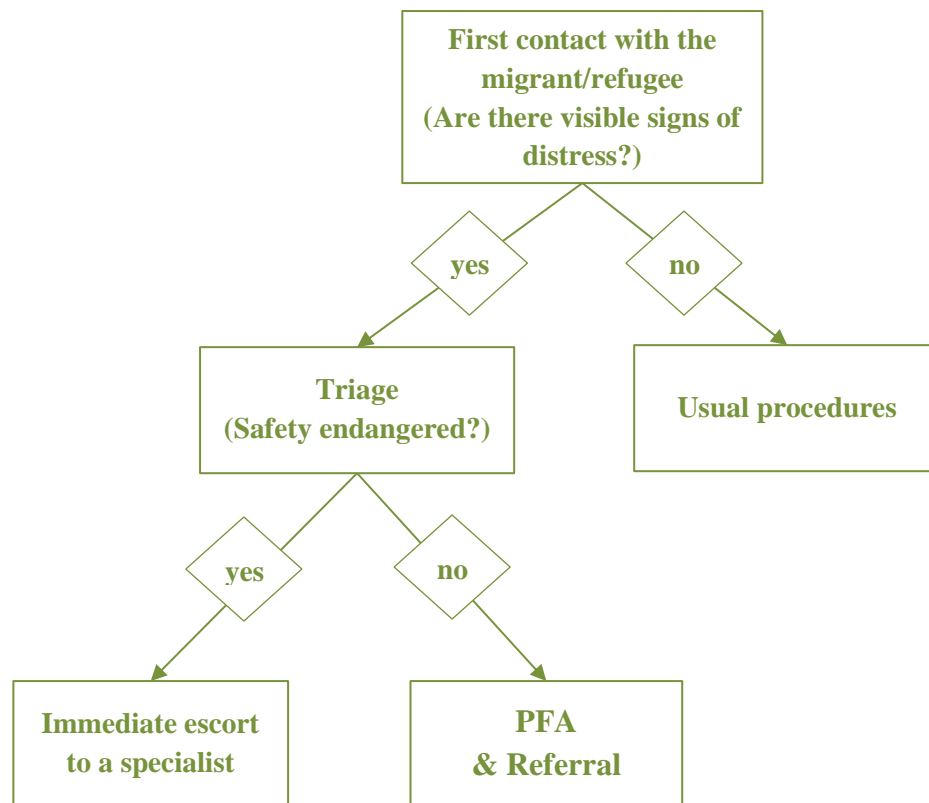 First contact with the
migrant/refugee
(Are there visible signs of
distress?)
yes
no
Triage
(Safety endangered?)
Usual procedures
yes
no
Immediate escort
to a specialist
PFA
& Referral